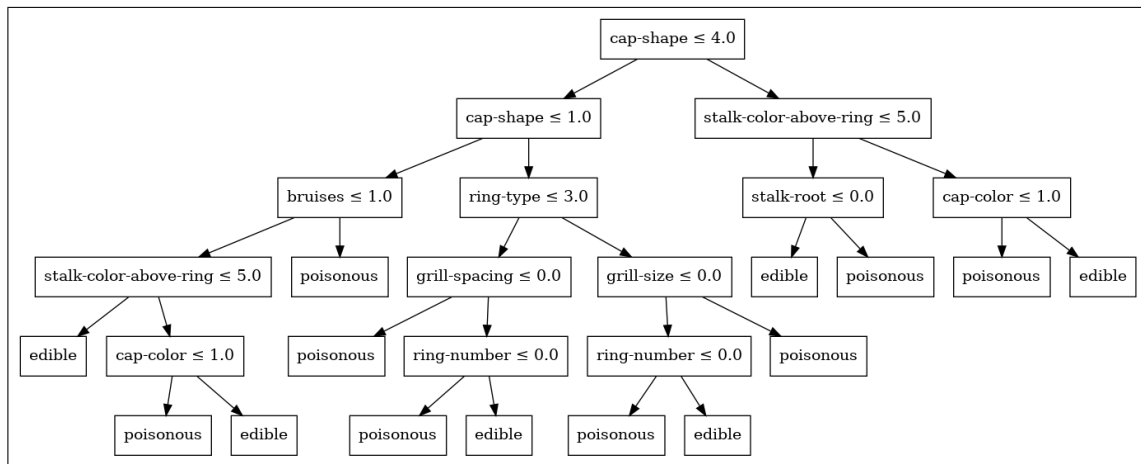 cap-shape ≤ 4.0
cap-shape ≤ 1.0
stalk-color-above-ring ≤ 5.0
bruises ≤ 1.0
ring-type ≤ 3.0
stalk-root ≤ 0.0
cap-color ≤ 1.0
stalk-color-above-ring ≤ 5.0
poisonous
grill-spacing ≤ 0.0
grill-size ≤ 0.0
edible
poisonous
poisonous
edible
edible
cap-color ≤ 1.0
poisonous
ring-number ≤ 0.0
ring-number ≤ 0.0
poisonous
poisonous
edible
poisonous
edible
poisonous
edible